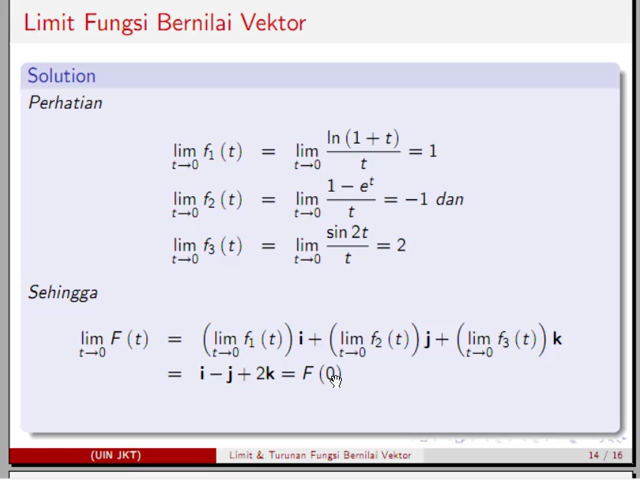 Limit Fungsi Bernilai Vektor
Solution
Perhatian
lim_{t→0} f₁ (t) = lim_{t→0} ln (1 + t) / t = 1
lim_{t→0} f₂ (t) = lim_{t→0} 1 − eᵗ / t = −1 dan
lim_{t→0} f₃ (t) = lim_{t→0} sin 2t / t = 2
Sehingga
lim_{t→0} F (t) = (lim_{t→0} f₁ (t)) i + (lim_{t→0} f₂ (t)) j + (lim_{t→0} f₃ (t)) k
= i − j + 2k = F (0)
(UIN JKT) Limit & Turunan Fungsi Bernilai Vektor 14 / 16